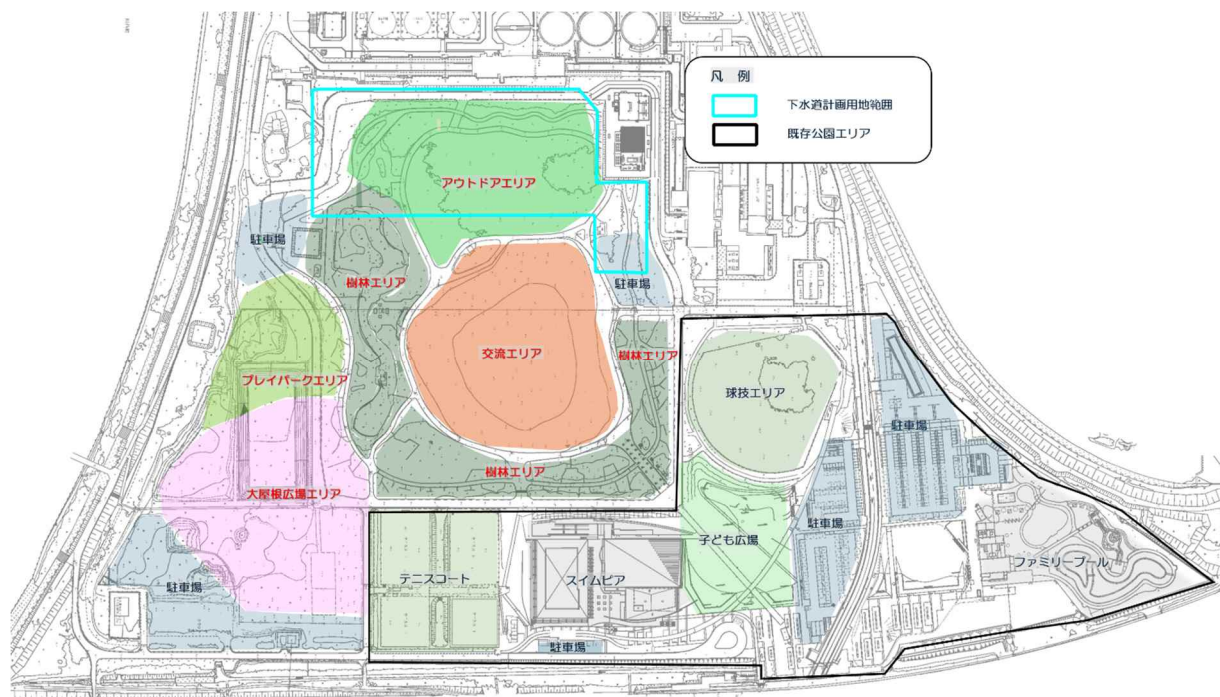 凡 例
下水道計画用地範囲
既存公園エリア
アウトドアエリア
駐車場
樹林エリア
駐車場
交流エリア
樹林エリア
プレイパークエリア
球技エリア
駐車場
樹林エリア
大屋根広場エリア
駐車場
子ども広場
ファミリープール
テニスコート
スイムピア
駐車場
駐車場